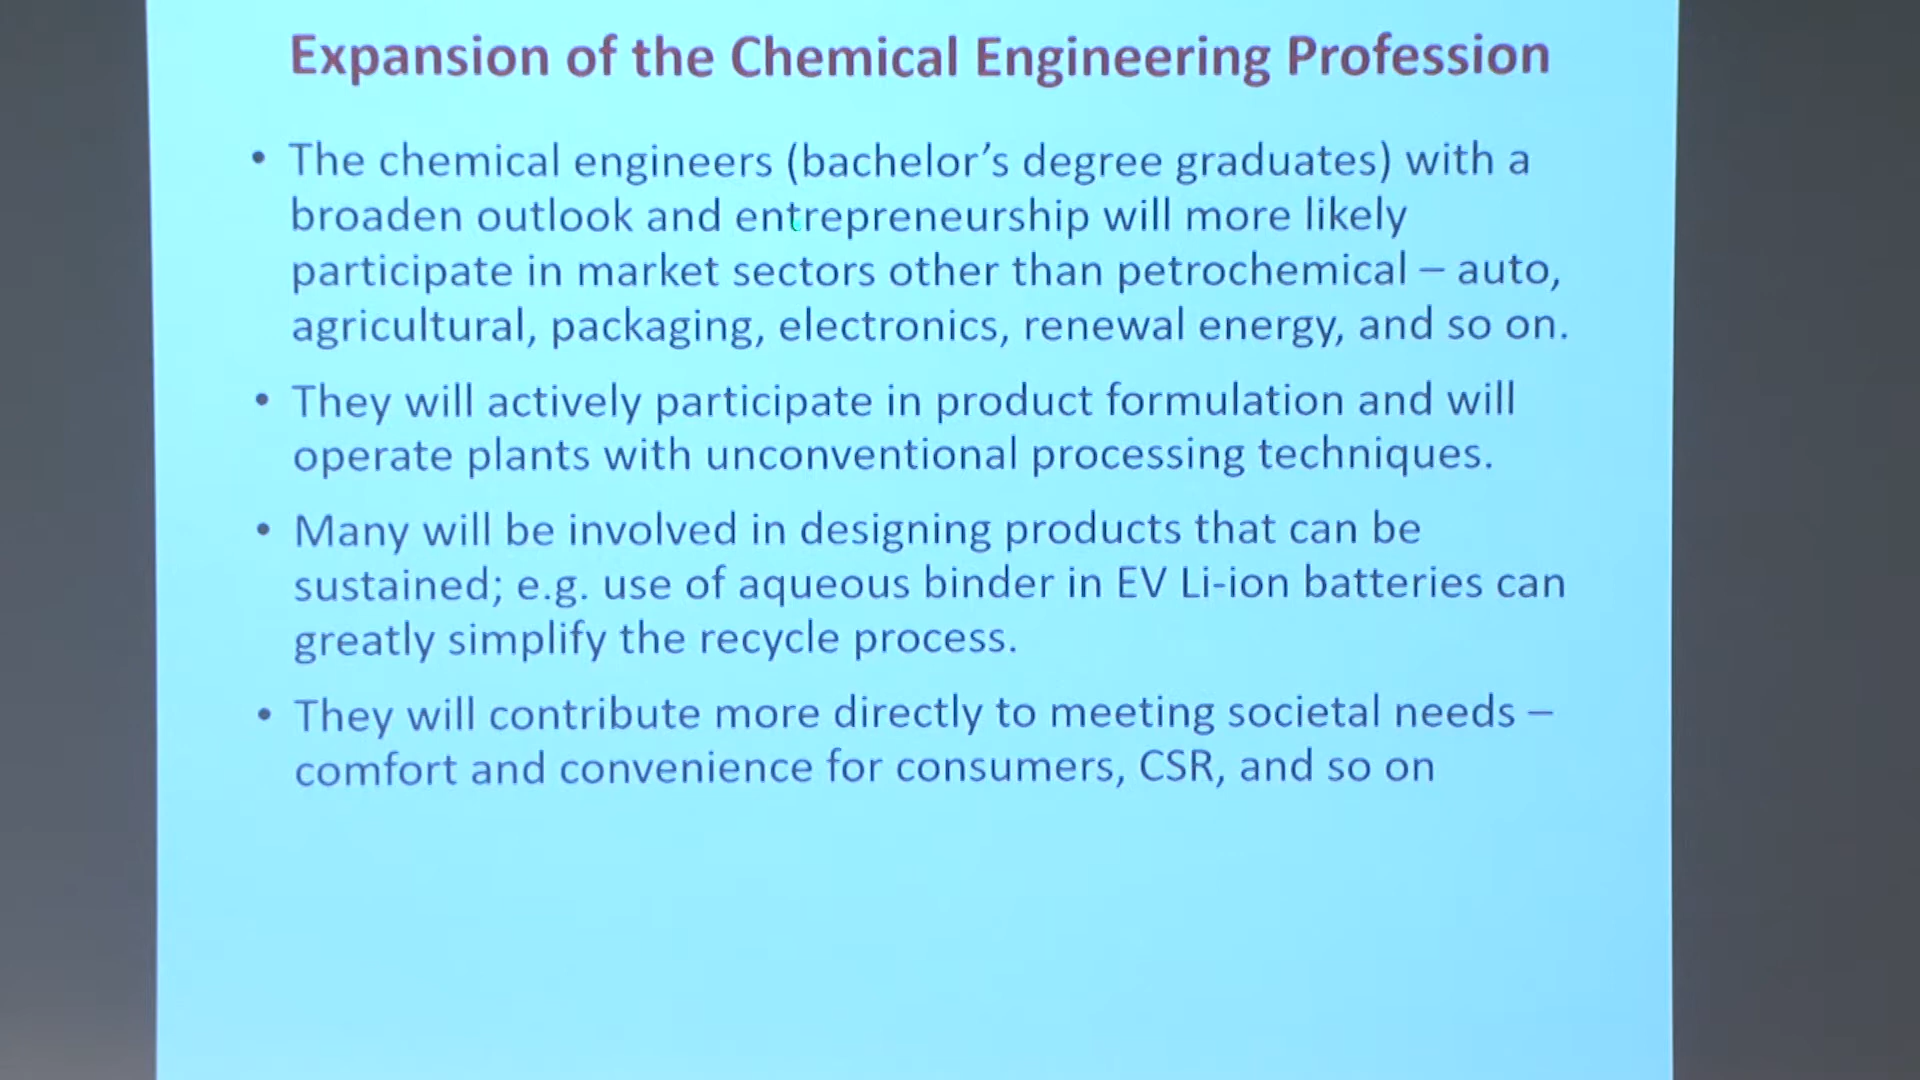 Expansion of the Chemical Engineering Profession
• The chemical engineers (bachelor’s degree graduates) with a
broaden outlook and entrepreneurship will more likely
participate in market sectors other than petrochemical – auto,
agricultural, packaging, electronics, renewal energy, and so on.
• They will actively participate in product formulation and will
operate plants with unconventional processing techniques.
• Many will be involved in designing products that can be
sustained; e.g. use of aqueous binder in EV Li-ion batteries can
greatly simplify the recycle process.
• They will contribute more directly to meeting societal needs –
comfort and convenience for consumers, CSR, and so on